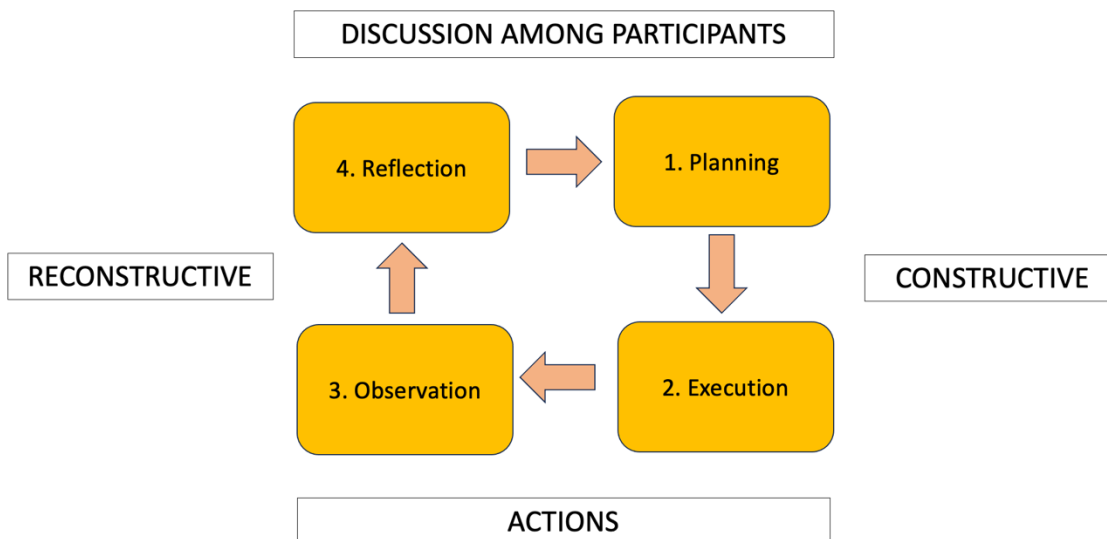 DISCUSSION AMONG PARTICIPANTS
4. Reflection
1. Planning
RECONSTRUCTIVE
CONSTRUCTIVE
3. Observation
2. Execution
ACTIONS